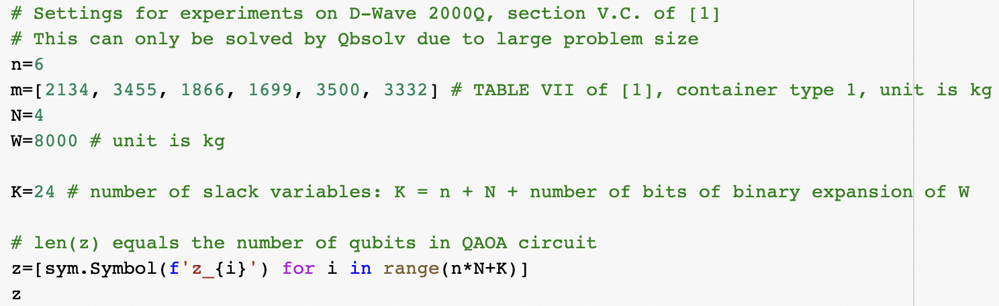 # Settings for experiments on D-Wave 2000Q, section V.C. of [1]
# This can only be solved by Qbsolv due to large problem size
n=6
m=[2134, 3455, 1866, 1699, 3500, 3332] # TABLE VII of [1], container type 1, unit is kg
N=4
W=8000 # unit is kg
K=24 # number of slack variables: K = n + N + number of bits of binary expansion of W
# len(z) equals the number of qubits in QAOA circuit
z=[sym.Symbol(f'z_{i}') for i in range(n*N+K)]
z